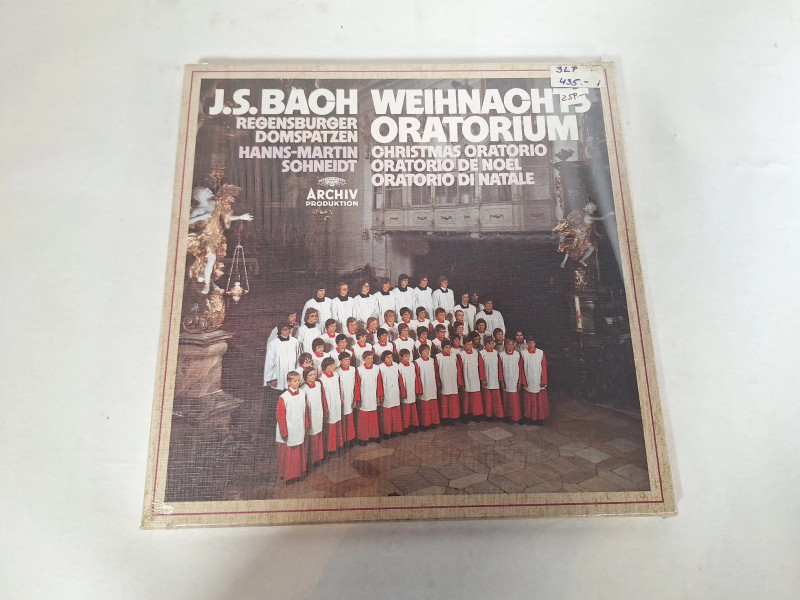 3LP
435.-
259.-
J.S. BACH
REGENSBURGER
DOMSPATZEN
HANNS-MARTIN
SCHNEIDT
ARCHIV
PRODUKTION
WEIHNACHTS
ORATORIUM
CHRISTMAS ORATORIO
ORATORIO DE NOEL
ORATORIO DI NATALE